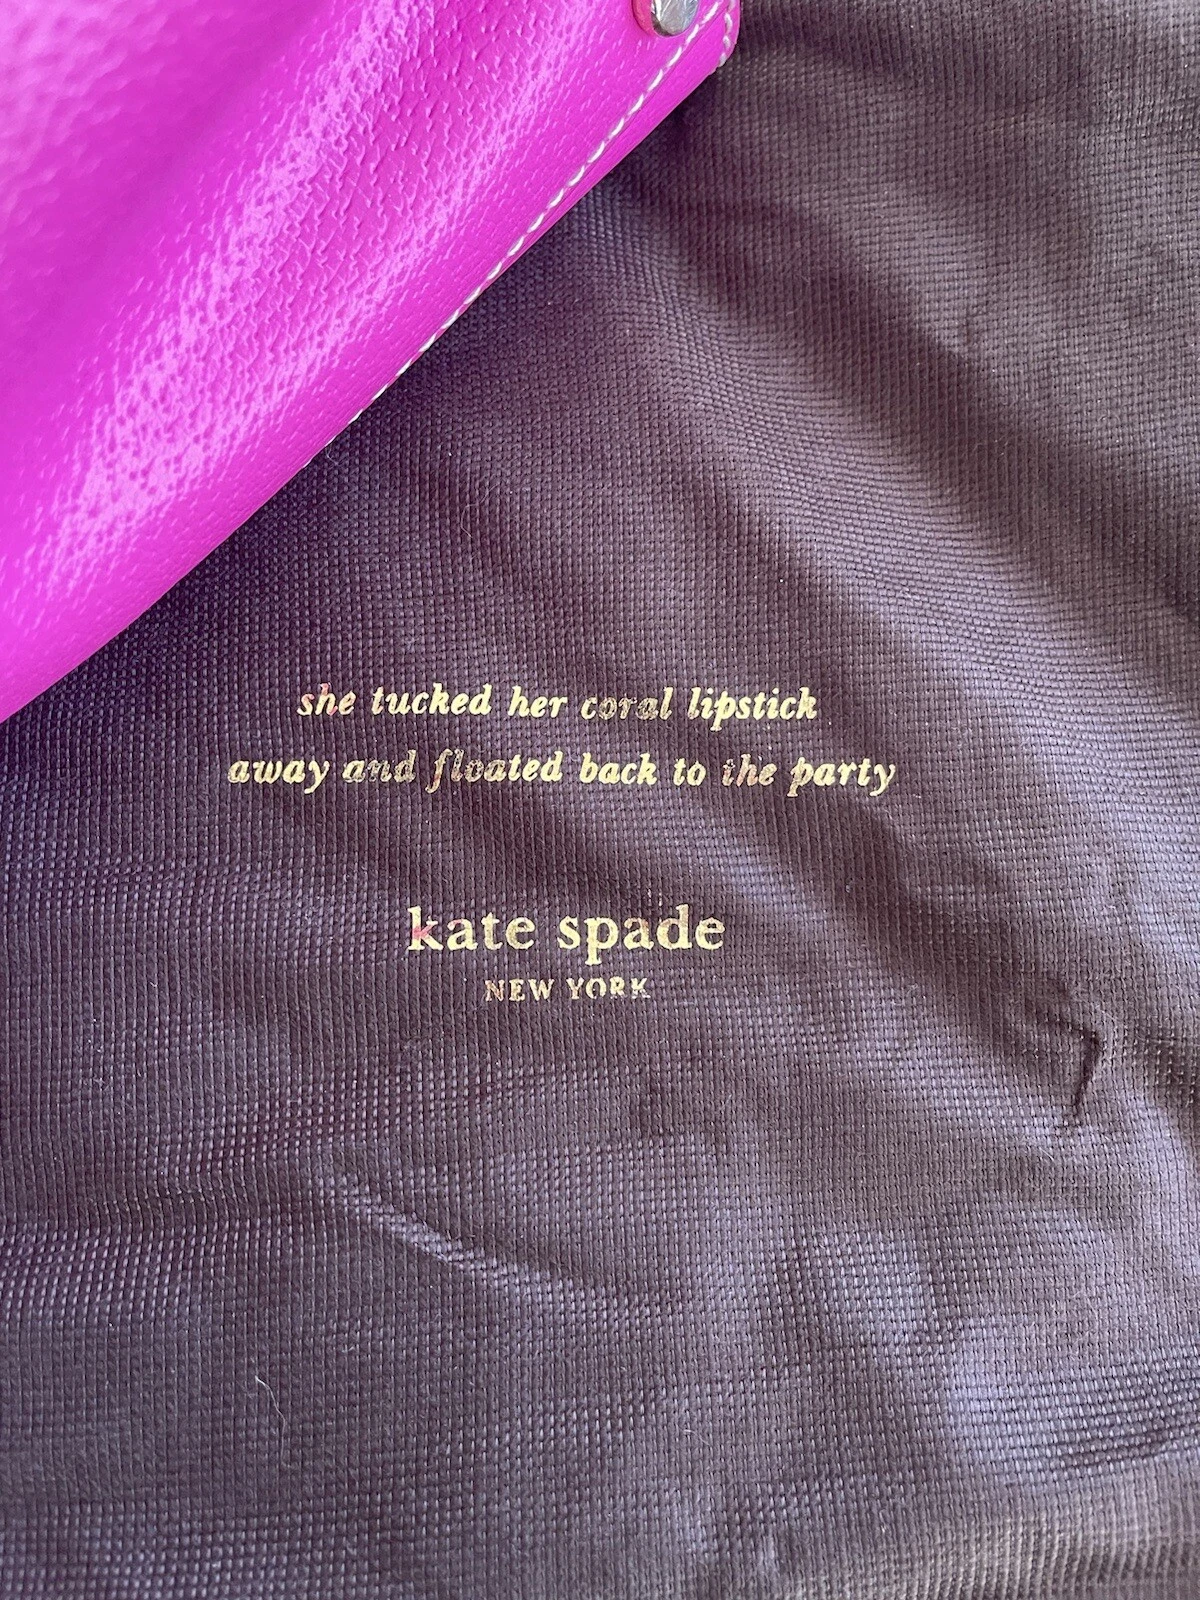 she tucked her coral lipstick
away and floated back to the party
kate spade
NEW YORK